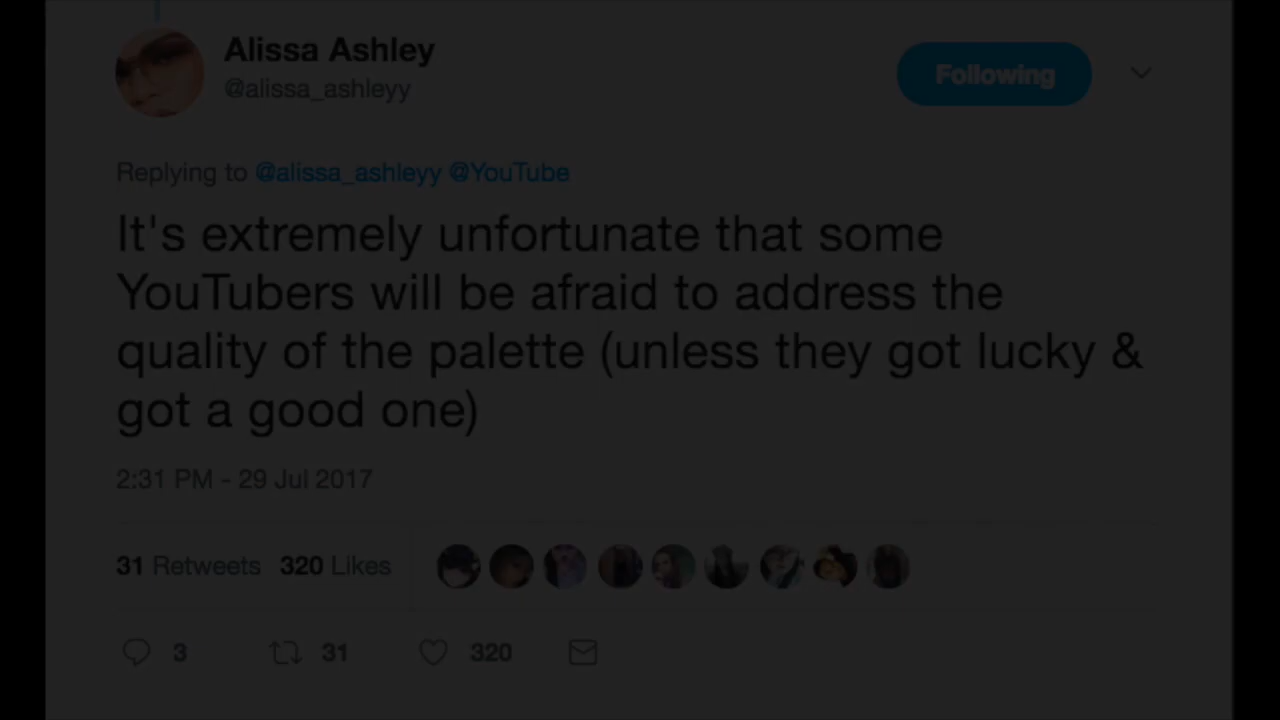 Alissa Ashley
@alissa_ashleyy
Following
Replying to @alissa_ashleyy @YouTube
It's extremely unfortunate that some
YouTubers will be afraid to address the
quality of the palette (unless they got lucky &
got a good one)
2:31 PM - 29 Jul 2017
31 Retweets 320 Likes
3 31 320